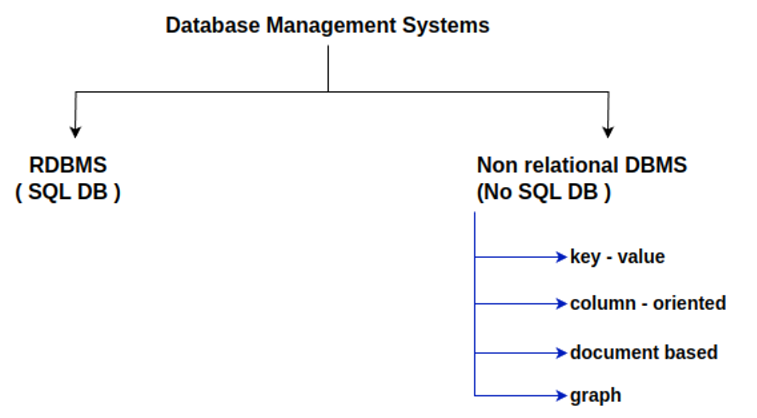 Database Management Systems
RDBMS
( SQL DB )
Non relational DBMS
(No SQL DB )
key - value
column - oriented
document based
graph